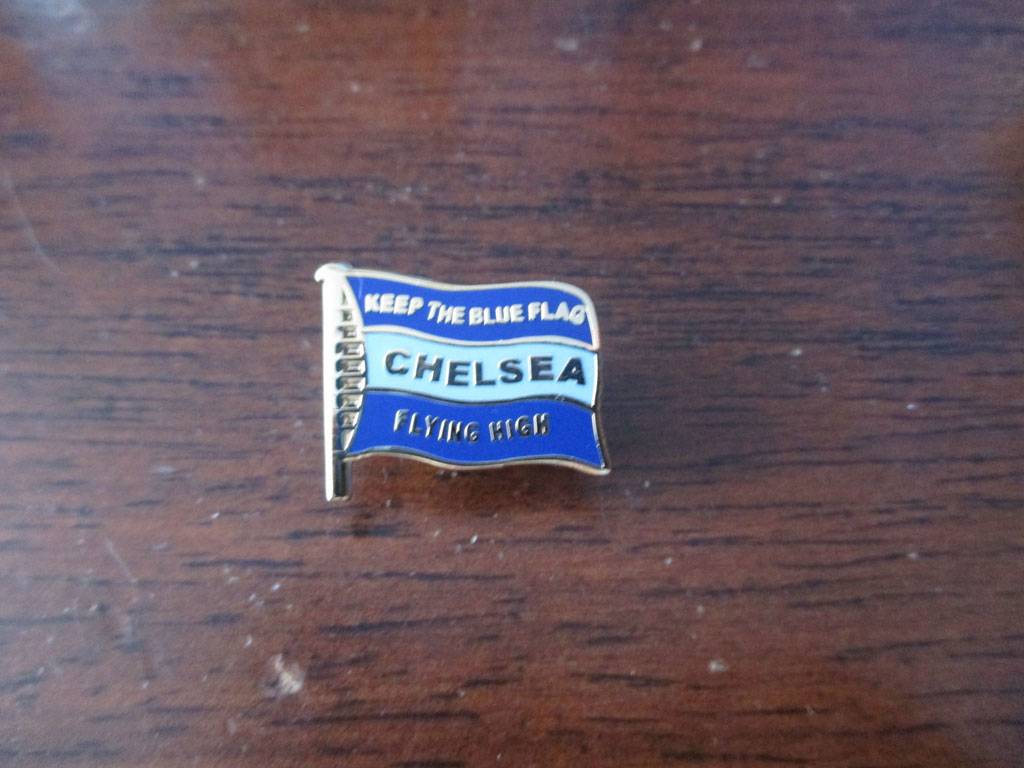 KEEP THE BLUE FLAG
CHELSEA
FLYING HIGH